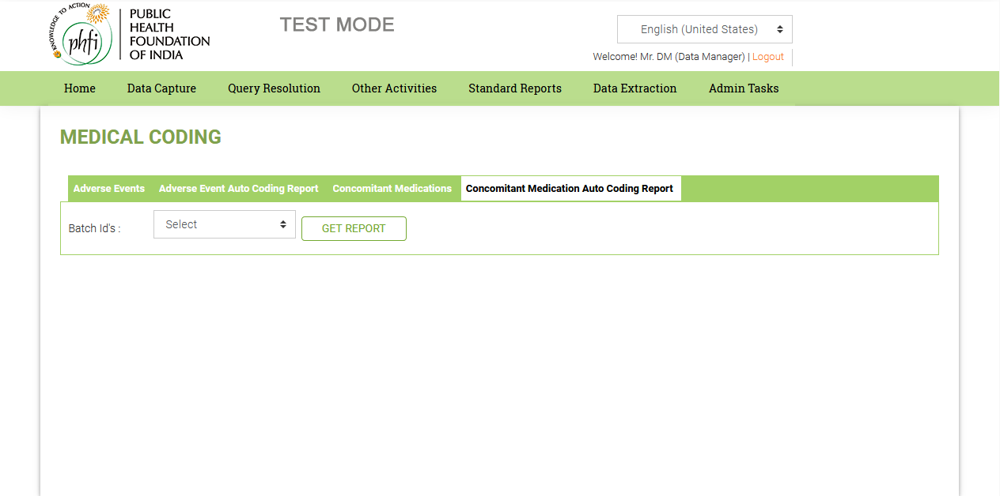 KNOWLEDGE TO ACTION
phfi
PUBLIC
HEALTH
FOUNDATION
OF INDIA
TEST MODE
English (United States)
Welcome! Mr. DM (Data Manager) | Logout
Home Data Capture Query Resolution Other Activities Standard Reports Data Extraction Admin Tasks
MEDICAL CODING
Adverse Events Adverse Event Auto Coding Report Concomitant Medications Concomitant Medication Auto Coding Report
Batch Id's : Select GET REPORT